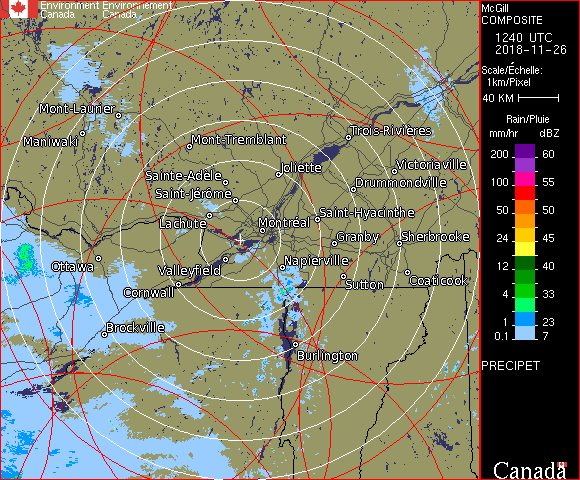 Environment Environnement
Canada Canada
McGill
COMPOSITE
1240 UTC
2018-11-26
Scale/Échelle:
1km/Pixel
40 KM
Rain/Pluie
mm/hr dBZ
200 60
150 57
100 55
50 50
24 45
12 40
4 33
1 23
0.1 7
PRECIPET
Canada
Mont-Laurier
Maniwaki
Mont-Tremblant
Trois-Rivières
Sainte-Adèle
Joliette
Victoriaville
Saint-Jérôme
Drummondville
Lachute
Montréal
Saint-Hyacinthe
Granby
Sherbrooke
Ottawa
Valleyfield
Napierville
Cornwall
Sutton
Coaticook
Brockville
Burlington